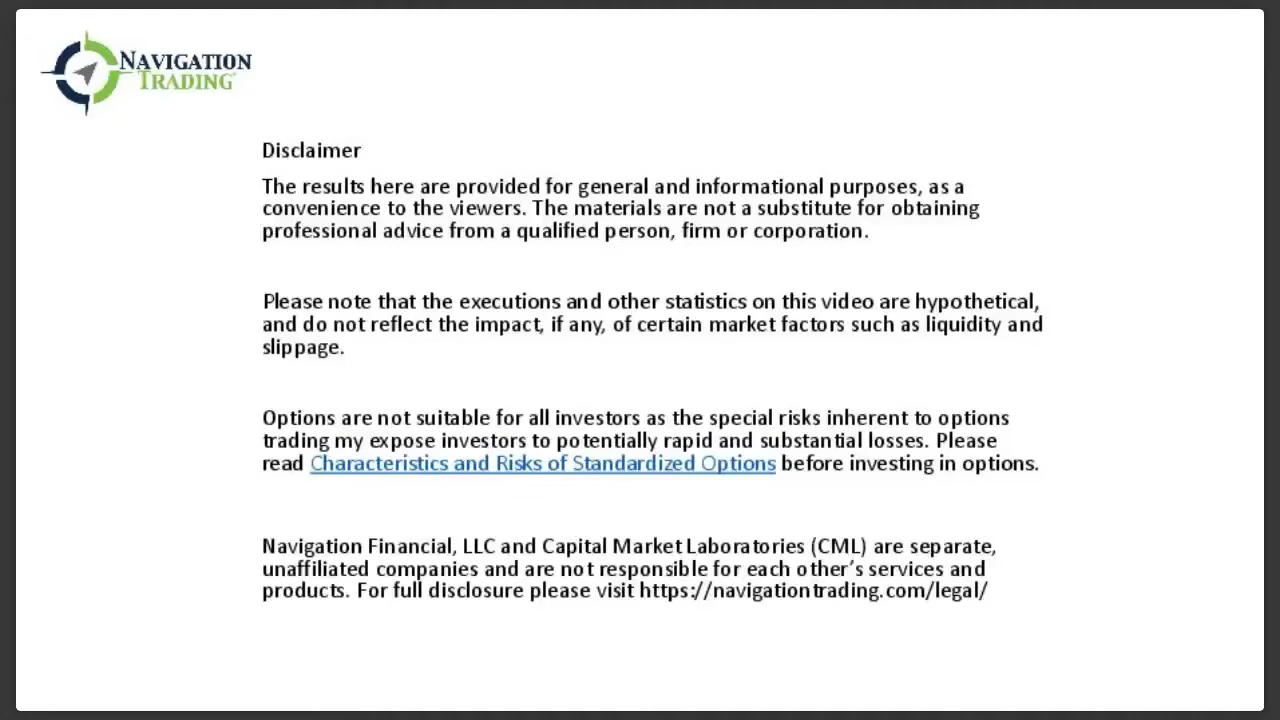 NAVIGATION
TRADING
Disclaimer
The results here are provided for general and informational purposes, as a
convenience to the viewers. The materials are not a substitute for obtaining
professional advice from a qualified person, firm or corporation.
Please note that the executions and other statistics on this video are hypothetical,
and do not reflect the impact, if any, of certain market factors such as liquidity and
slippage.
Options are not suitable for all investors as the special risks inherent to options
trading my expose investors to potentially rapid and substantial losses. Please
read Characteristics and Risks of Standardized Options before investing in options.
Navigation Financial, LLC and Capital Market Laboratories (CML) are separate,
unaffiliated companies and are not responsible for each other’s services and
products. For full disclosure please visit https://navigationtrading.com/legal/